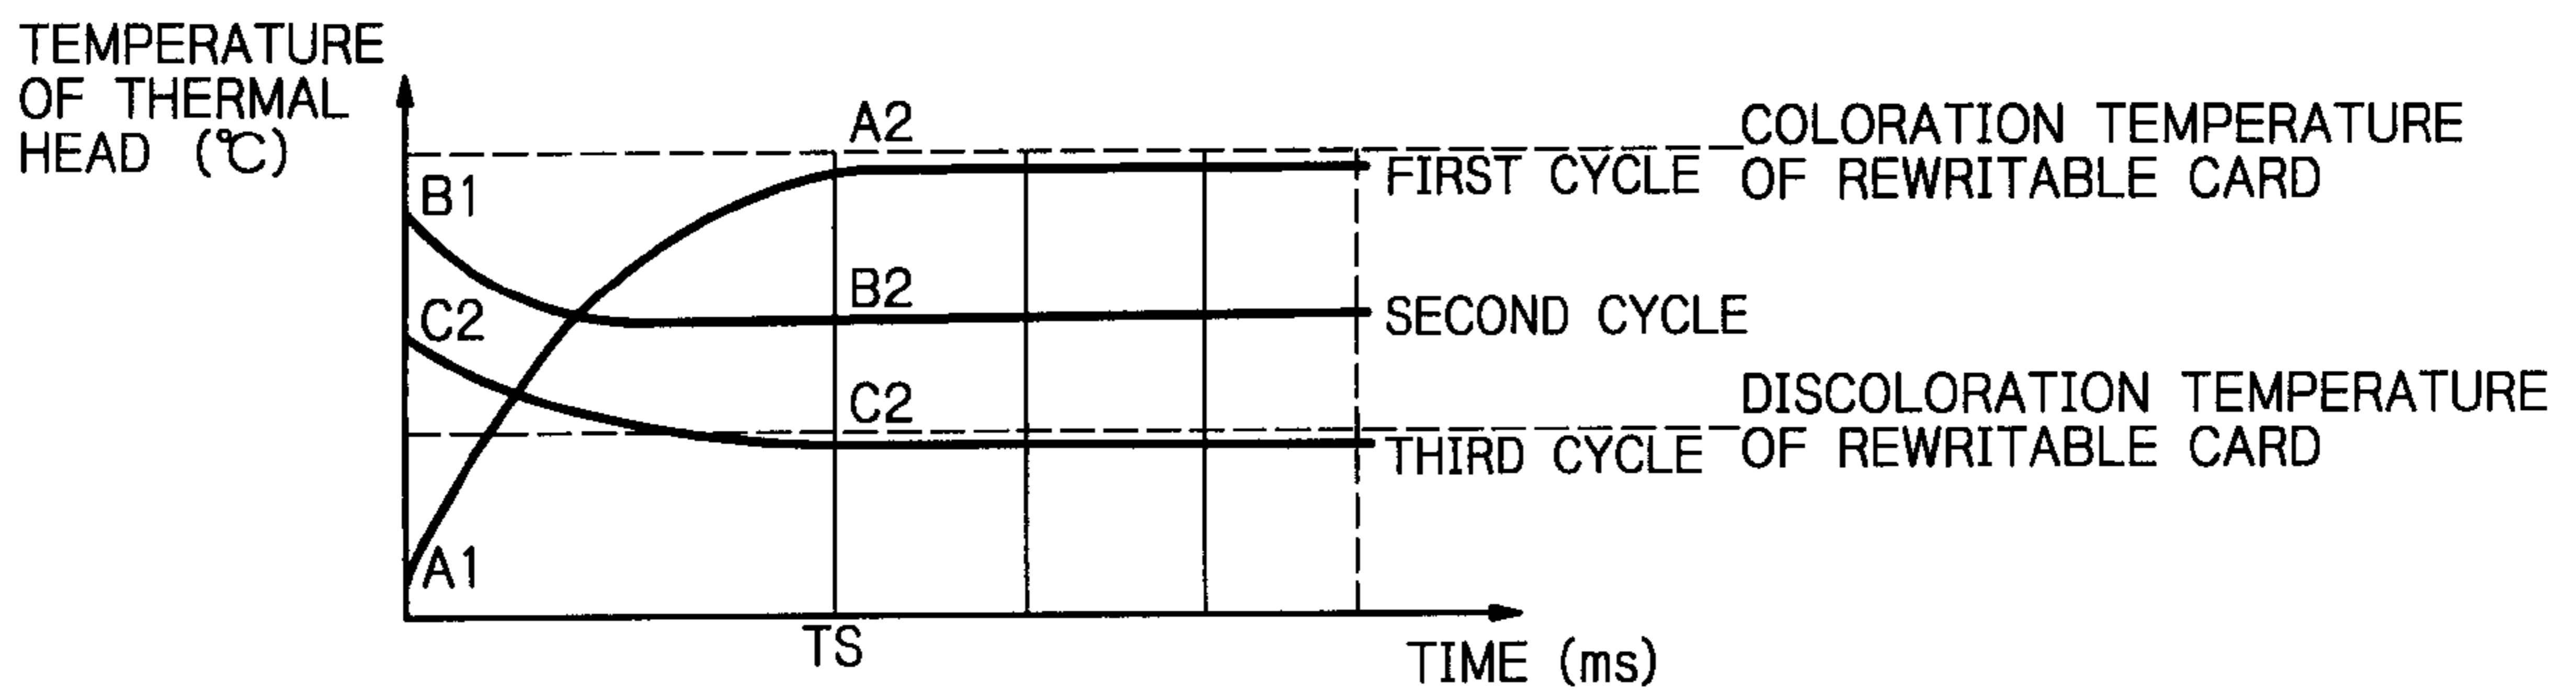 TEMPERATURE
OF THERMAL
HEAD (℃)
A2
COLORATION TEMPERATURE
OF REWRITABLE CARD
FIRST CYCLE
B1
B2
C2
SECOND CYCLE
C2
DISCOLORATION TEMPERATURE
OF REWRITABLE CARD
THIRD CYCLE
A1
TS
TIME (ms)